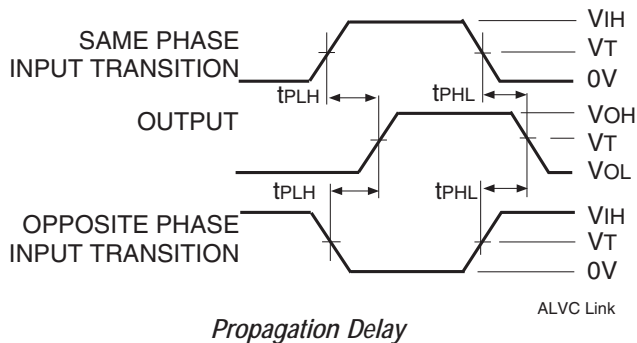 SAME PHASE
INPUT TRANSITION
VIH
VT
0V
tPLH
tPHL
OUTPUT
VOH
VT
VOL
tPLH
tPHL
OPPOSITE PHASE
INPUT TRANSITION
VIH
VT
0V
ALVC Link
Propagation Delay